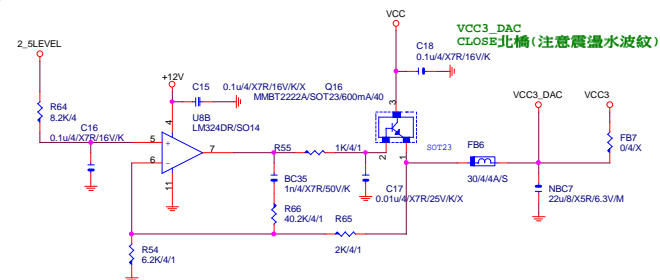 VCC
VCC3_DAC
CLOSE北橋(注意震盪水波紋)
2_5LEVEL
C18
0.1u/4/X7R/16V/K
+12V
C15
0.1u/4/X7R/16V/K/X
Q16
MMBT2222A/SOT23/600mA/40
R64
8.2K/4
U8B
LM324DR/SO14
C16
0.1u/4/X7R/16V/K
4
3
VCC3_DAC
VCC3
5
+
6
-
7
11
R55
1K/4/1
2
1
SOT23
FB6
30/4/4A/S
FB7
0/4/X
BC35
1n/4/X7R/50V/K
C17
0.01u/4/X7R/25V/K/X
NBC7
22u/8/X5R/6.3V/M
R66
40.2K/4/1
R65
2K/4/1
R54
6.2K/4/1